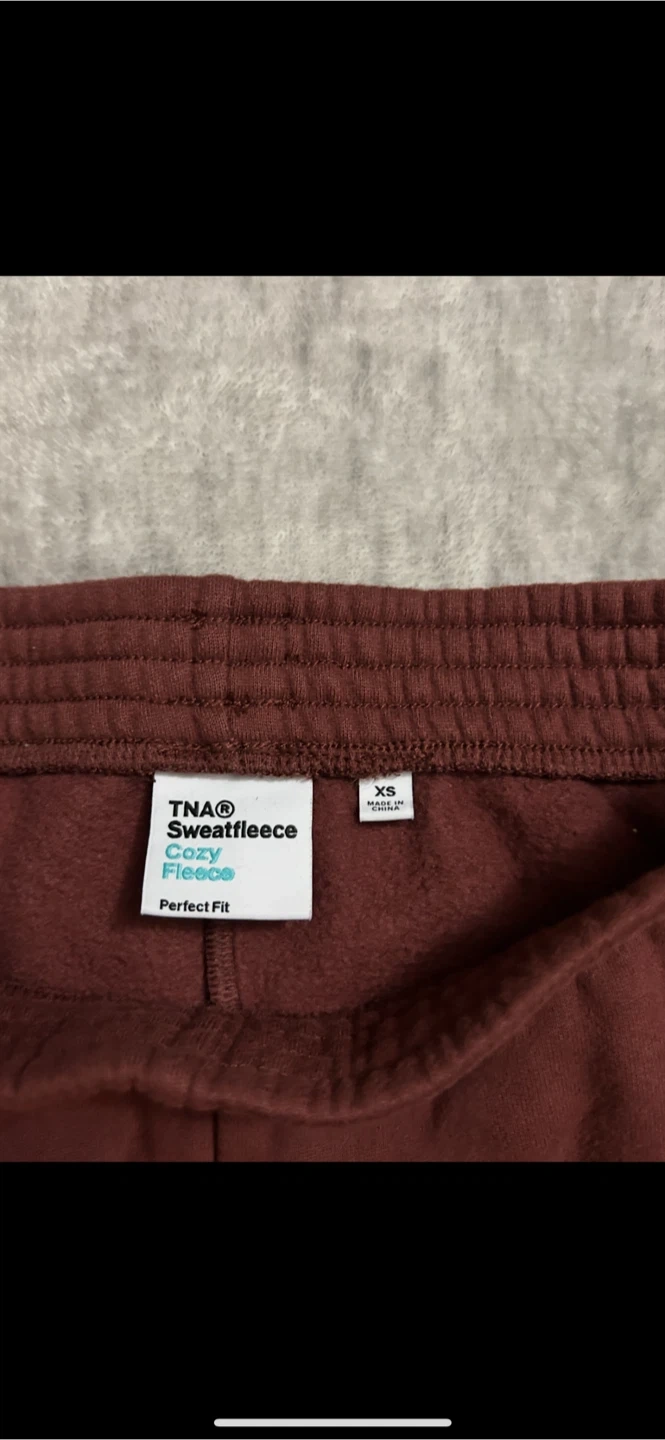 TNA®
Sweatfleece
Cozy
Fleece
Perfect Fit
XS
MADE IN
CHINA